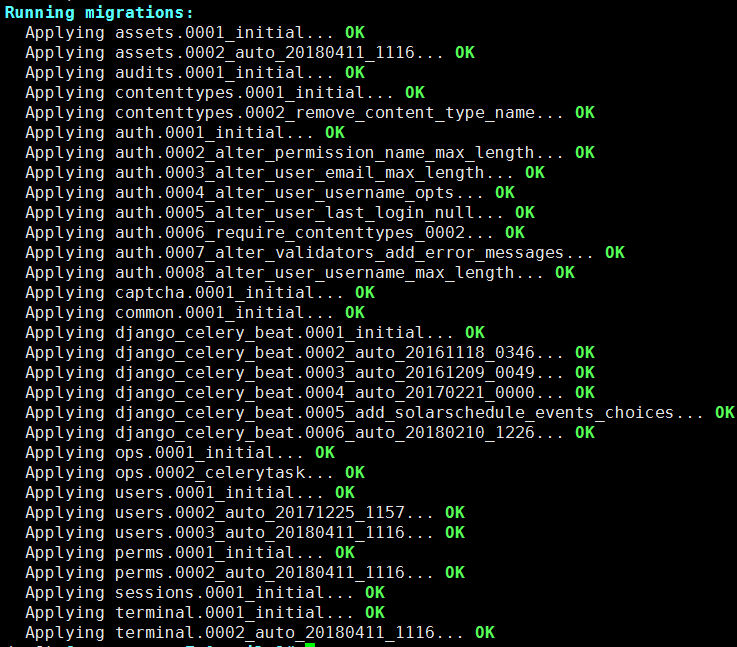 Running migrations:
  Applying assets.0001_initial... OK
  Applying assets.0002_auto_20180411_1116... OK
  Applying audits.0001_initial... OK
  Applying contenttypes.0001_initial... OK
  Applying contenttypes.0002_remove_content_type_name... OK
  Applying auth.0001_initial... OK
  Applying auth.0002_alter_permission_name_max_length... OK
  Applying auth.0003_alter_user_email_max_length... OK
  Applying auth.0004_alter_user_username_opts... OK
  Applying auth.0005_alter_user_last_login_null... OK
  Applying auth.0006_require_contenttypes_0002... OK
  Applying auth.0007_alter_validators_add_error_messages... OK
  Applying auth.0008_alter_user_username_max_length... OK
  Applying captcha.0001_initial... OK
  Applying common.0001_initial... OK
  Applying django_celery_beat.0001_initial... OK
  Applying django_celery_beat.0002_auto_20161118_0346... OK
  Applying django_celery_beat.0003_auto_20161209_0049... OK
  Applying django_celery_beat.0004_auto_20170221_0000... OK
  Applying django_celery_beat.0005_add_solarschedule_events_choices... OK
  Applying django_celery_beat.0006_auto_20180210_1226... OK
  Applying ops.0001_initial... OK
  Applying ops.0002_celerytask... OK
  Applying users.0001_initial... OK
  Applying users.0002_auto_20171225_1157... OK
  Applying users.0003_auto_20180411_1116... OK
  Applying perms.0001_initial... OK
  Applying perms.0002_auto_20180411_1116... OK
  Applying sessions.0001_initial... OK
  Applying terminal.0001_initial... OK
  Applying terminal.0002_auto_20180411_1116... OK